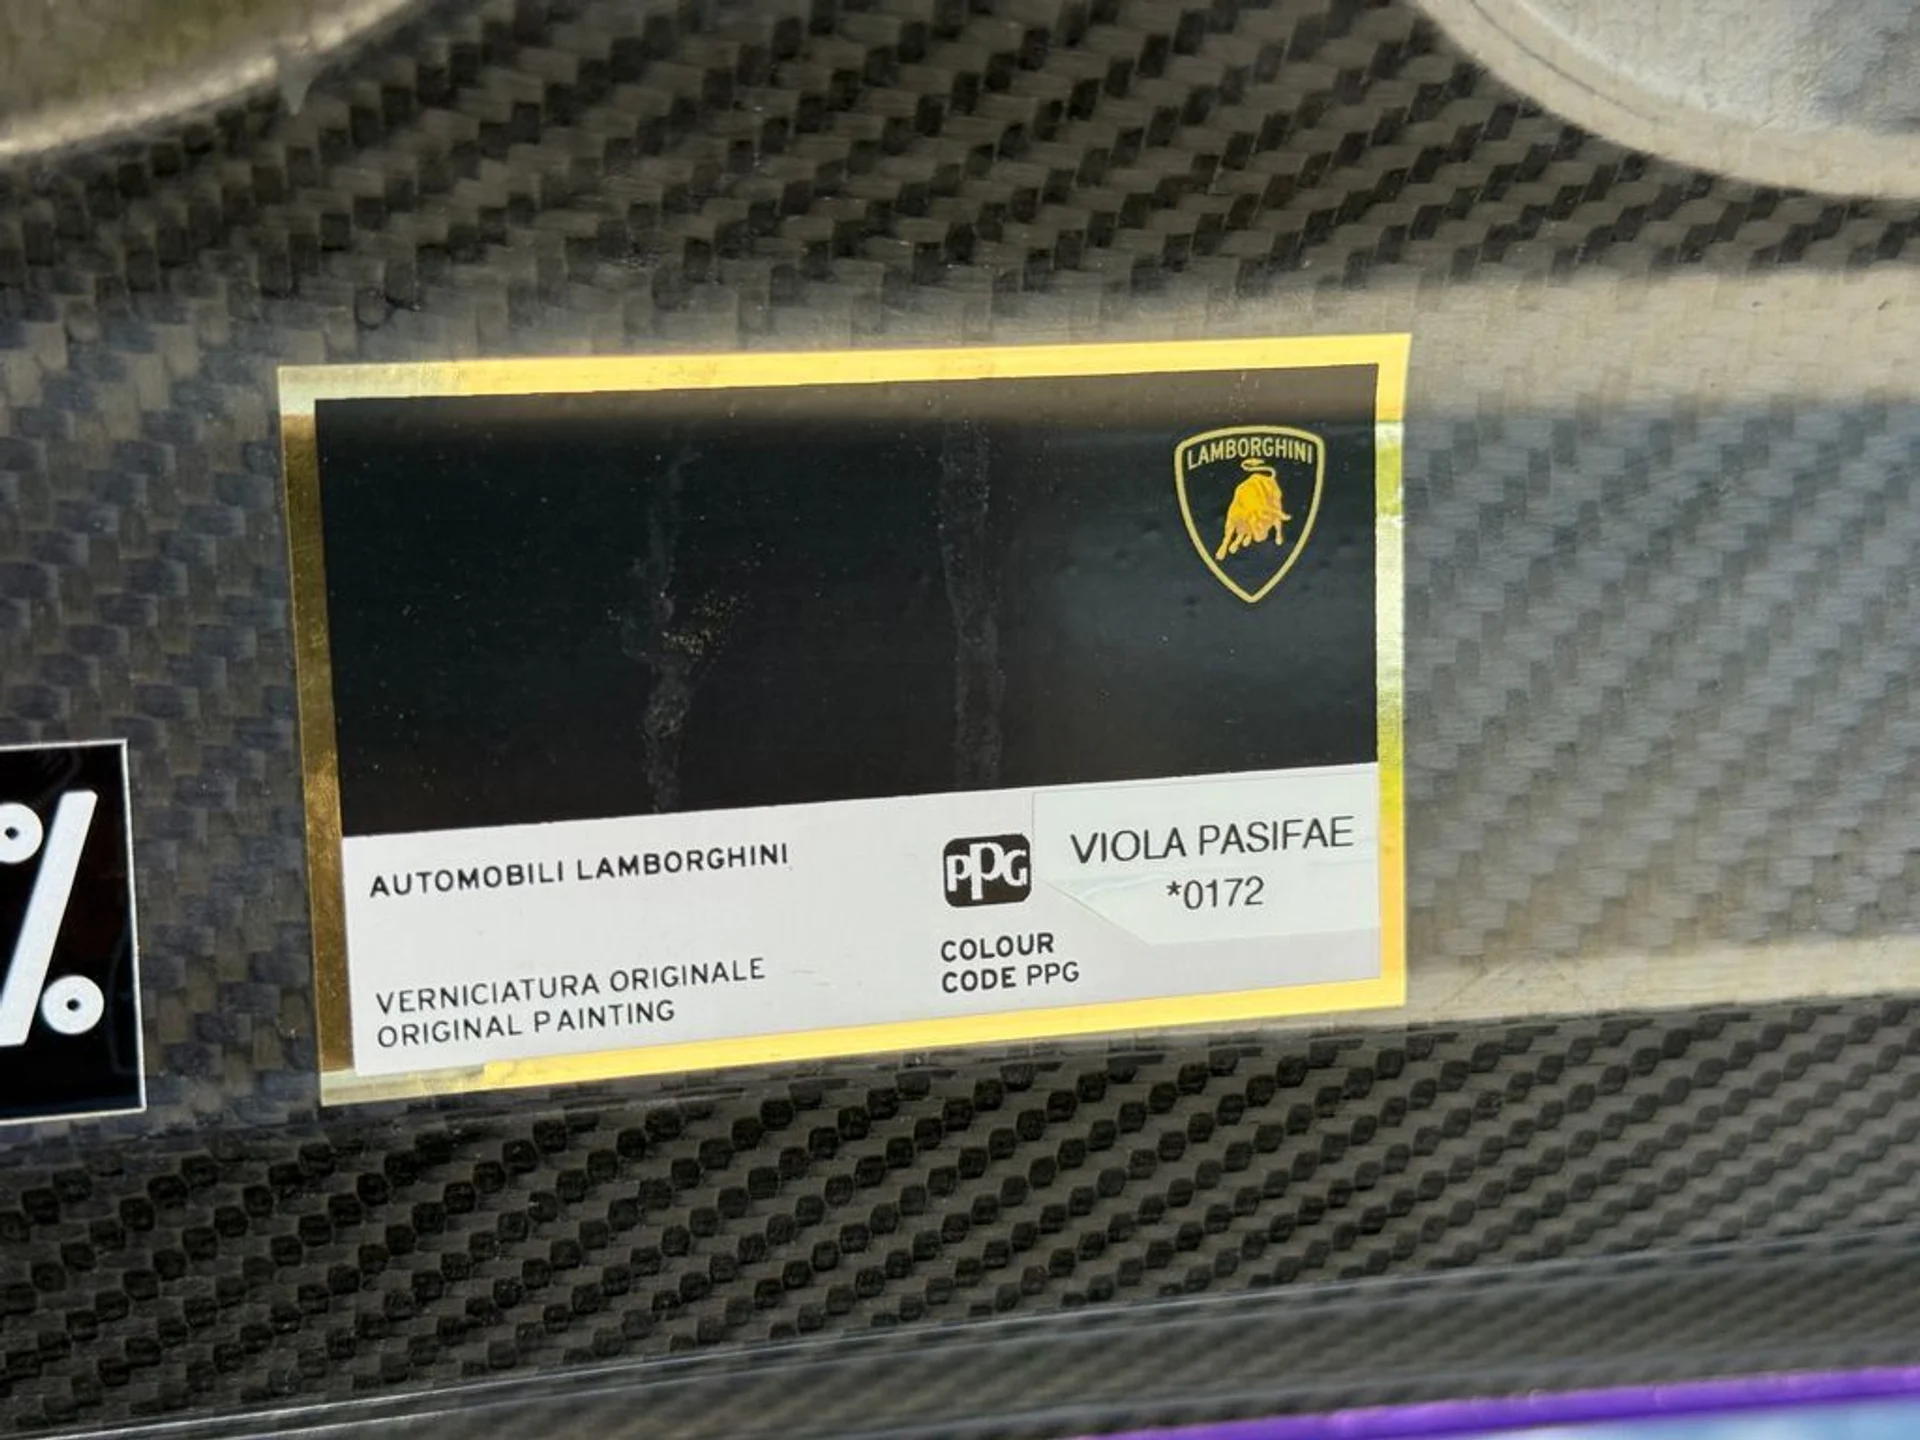 LAMBORGHINI
AUTOMOBILI LAMBORGHINI
PPG
VIOLA PASIFAE
*0172
VERNICIATURA ORIGINALE
ORIGINAL PAINTING
COLOUR
CODE PPG
%